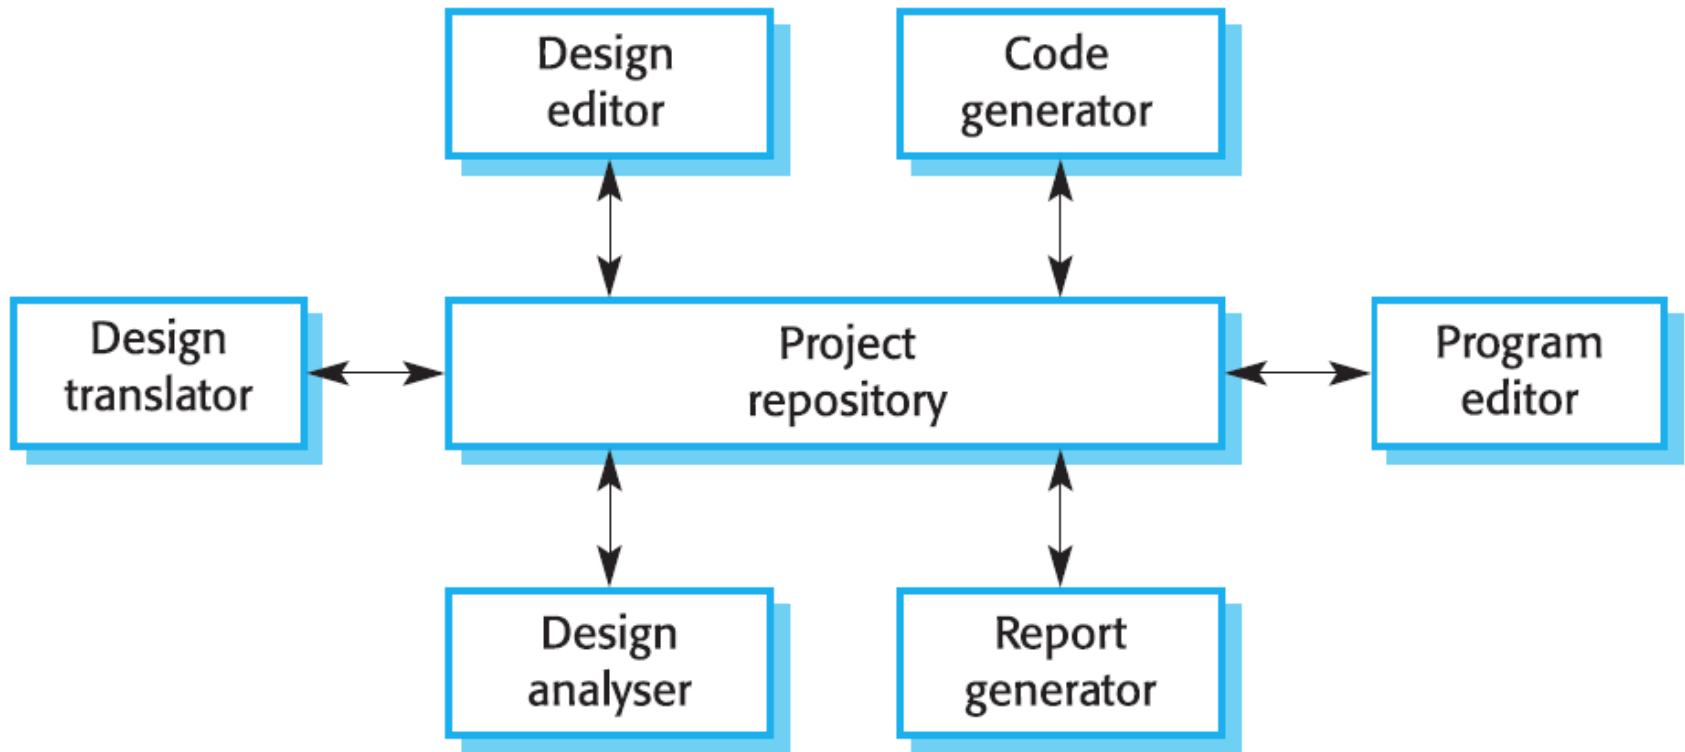 Design
editor
Code
generator
Design
translator
Project
repository
Program
editor
Design
analyser
Report
generator